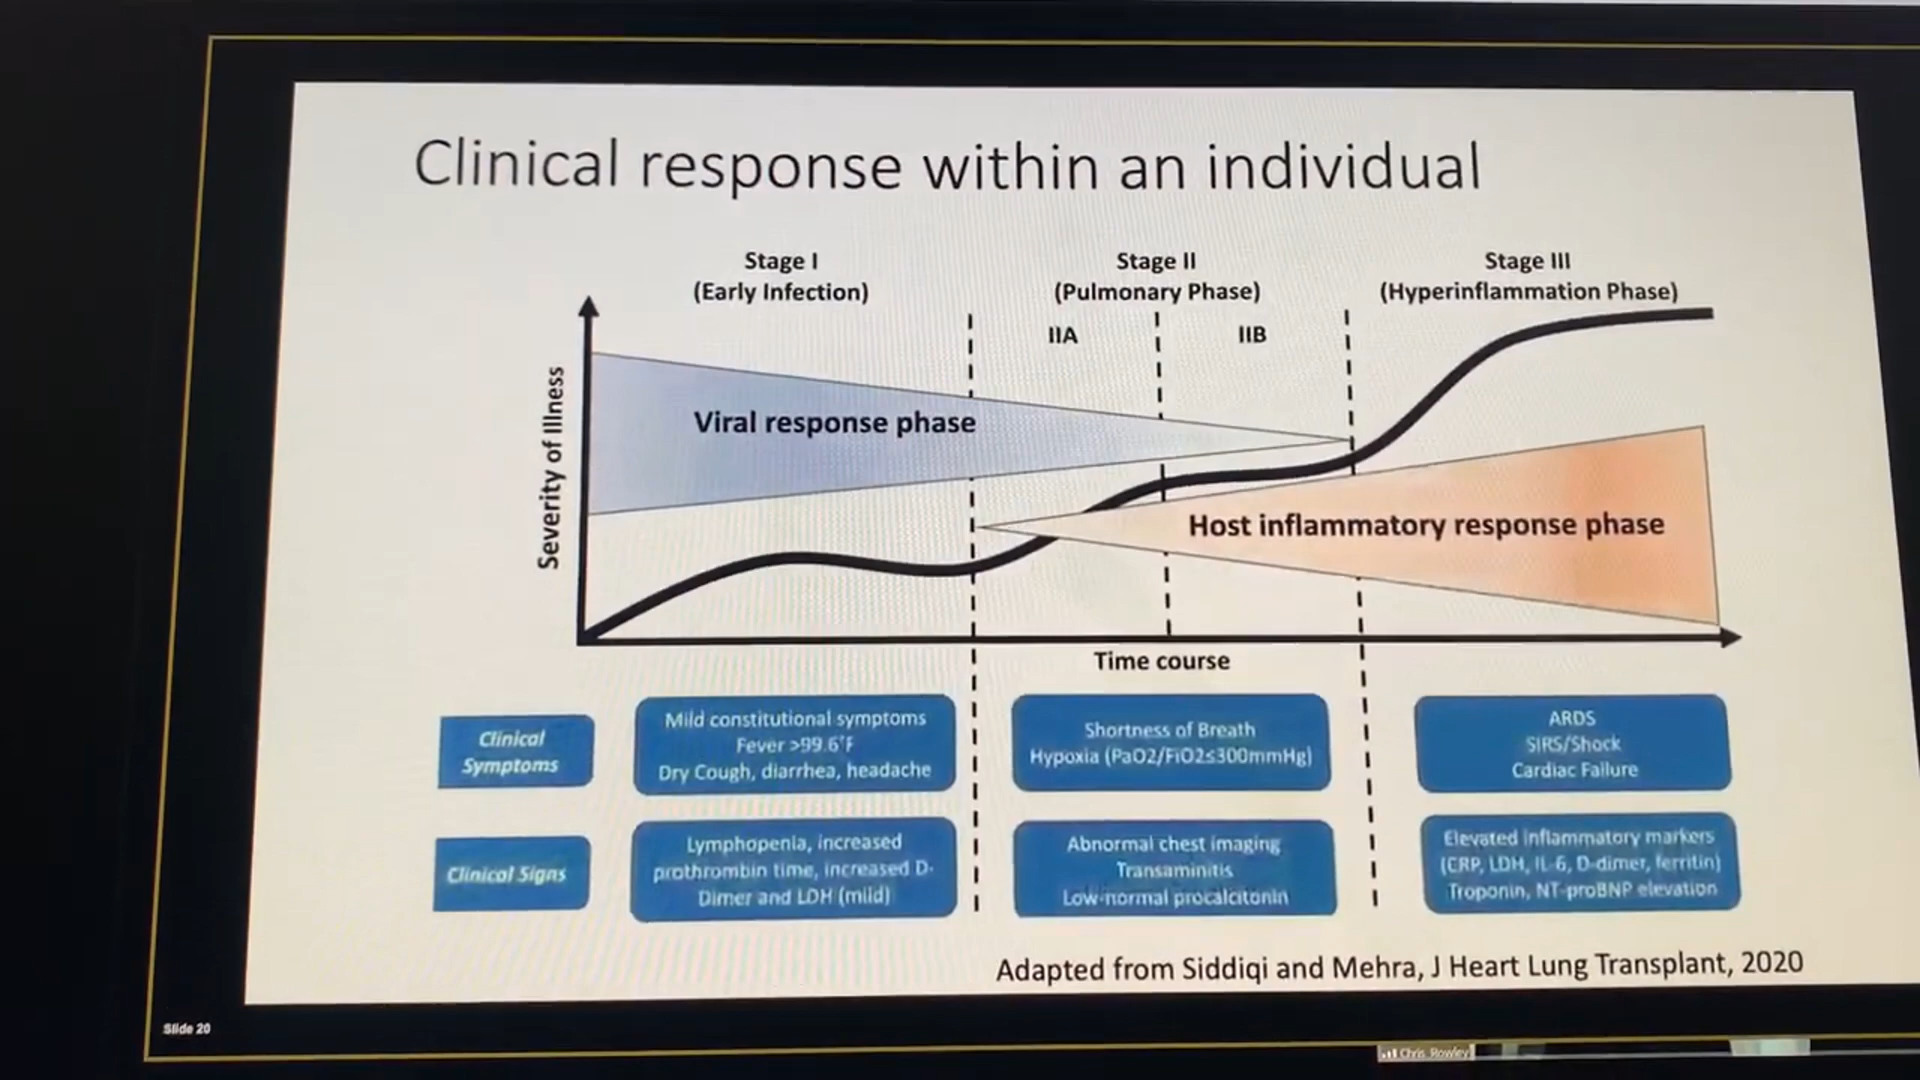 Clinical response within an individual
Stage I
(Early Infection)
Stage II
(Pulmonary Phase)
Stage III
(Hyperinflammation Phase)
IIA
IIB
Severity of Illness
Viral response phase
Host inflammatory response phase
Time course
Clinical
Symptoms
Mild constitutional symptoms
Fever >99.6°F
Dry Cough, diarrhea, headache
Shortness of Breath
Hypoxia (PaO2/FiO2≤300mmHg)
ARDS
SIRS/Shock
Cardiac Failure
Clinical Signs
Lymphopenia, increased
prothrombin time, increased D-
Dimer and LDH (mild)
Abnormal chest imaging
Transaminitis
Low-normal procalcitonin
Elevated inflammatory markers
(CRP, LDH, IL-6, D-dimer, ferritin)
Troponin, NT-proBNP elevation
Adapted from Siddiqi and Mehra, J Heart Lung Transplant, 2020
Slide 20
Chris Rowley